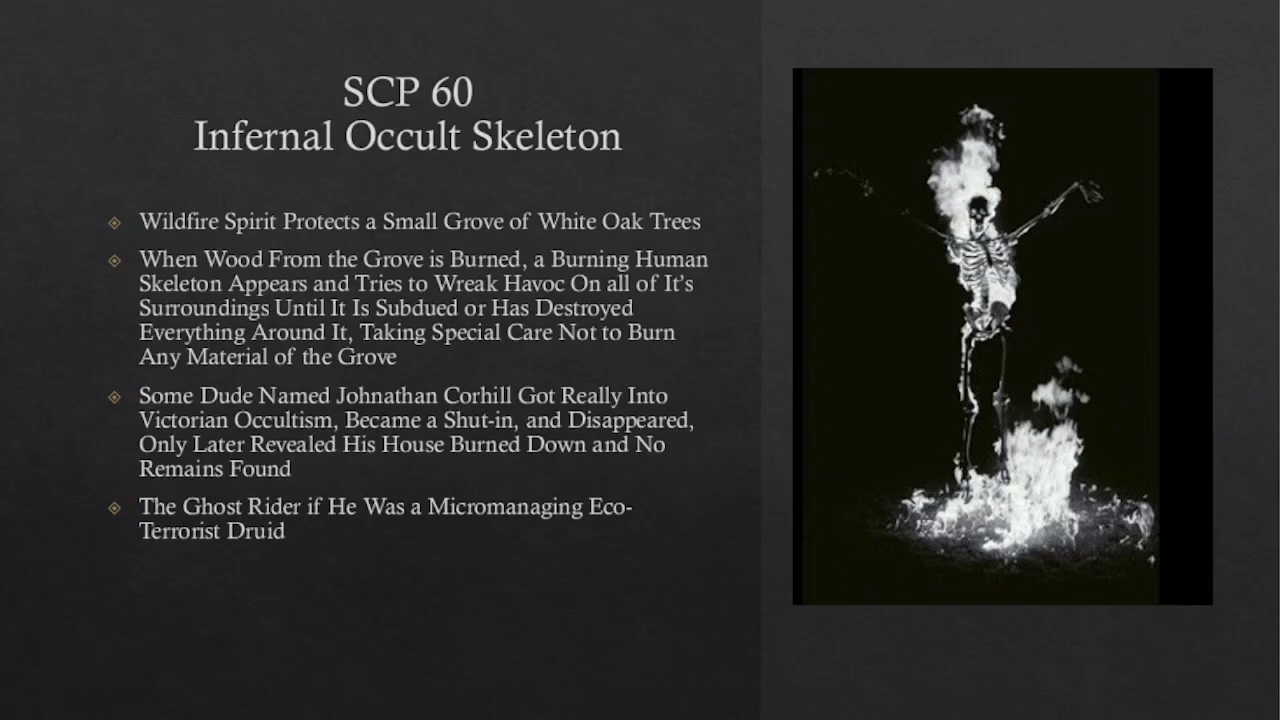 SCP 60
Infernal Occult Skeleton
Wildfire Spirit Protects a Small Grove of White Oak Trees
When Wood From the Grove is Burned, a Burning Human
Skeleton Appears and Tries to Wreak Havoc On all of It's
Surroundings Until It Is Subdued or Has Destroyed
Everything Around It, Taking Special Care Not to Burn
Any Material of the Grove
Some Dude Named Johnathan Corhill Got Really Into
Victorian Occultism, Became a Shut-in, and Disappeared,
Only Later Revealed His House Burned Down and No
Remains Found
The Ghost Rider if He Was a Micromanaging Eco-
Terrorist Druid